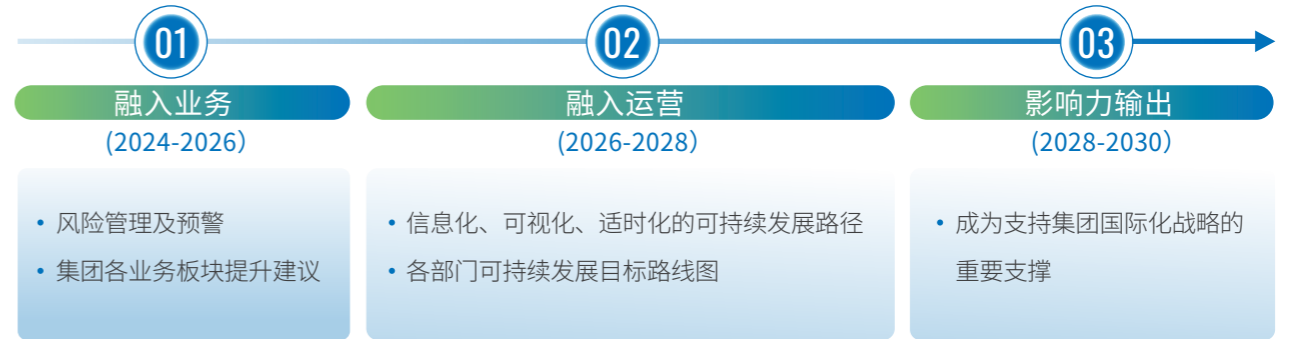 01
融入业务
(2024-2026)
• 风险管理及预警
• 集团各业务板块提升建议
02
融入运营
(2026-2028)
• 信息化、可视化、适时化的可持续发展路径
• 各部门可持续发展目标路线图
03
影响力输出
(2028-2030)
• 成为支持集团国际化战略的
重要支撑